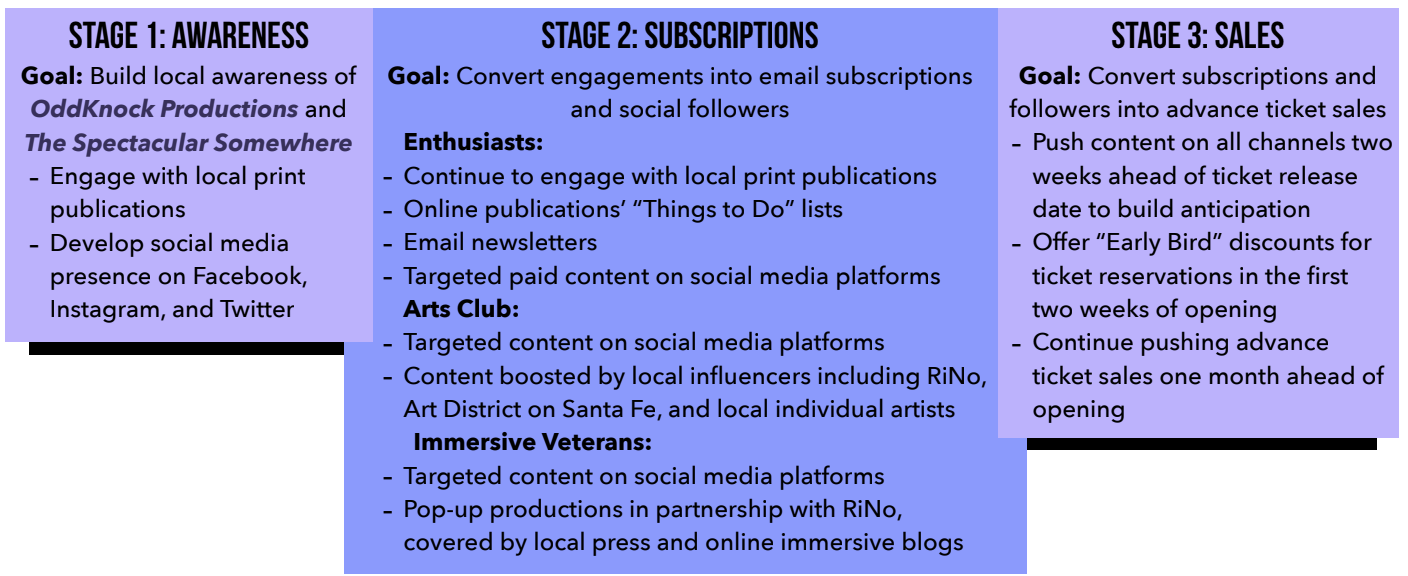 STAGE 1: AWARENESS
Goal: Build local awareness of
OddKnock Productions and
The Spectacular Somewhere
- Engage with local print
publications
- Develop social media
presence on Facebook,
Instagram, and Twitter
STAGE 2: SUBSCRIPTIONS
Goal: Convert engagements into email subscriptions
and social followers
Enthusiasts:
- Continue to engage with local print publications
- Online publications’ “Things to Do” lists
- Email newsletters
- Targeted paid content on social media platforms
Arts Club:
- Targeted content on social media platforms
- Content boosted by local influencers including RiNo,
Art District on Santa Fe, and local individual artists
Immersive Veterans:
- Targeted content on social media platforms
- Pop-up productions in partnership with RiNo,
covered by local press and online immersive blogs
STAGE 3: SALES
Goal: Convert subscriptions and
followers into advance ticket sales
- Push content on all channels two
weeks ahead of ticket release
date to build anticipation
- Offer “Early Bird” discounts for
ticket reservations in the first
two weeks of opening
- Continue pushing advance
ticket sales one month ahead of
opening